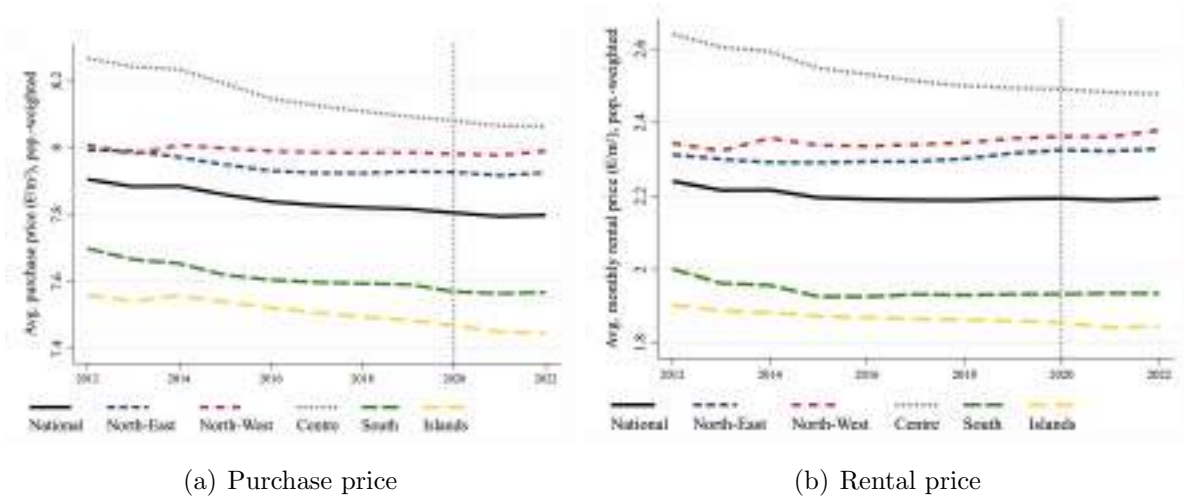 Avg. purchase price (E/m²), pop.-weighted
8.2
8
7.8
7.6
7.4
2012 2014 2016 2018 2020 2022
National North-East North-West Centre South Islands
(a) Purchase price
Avg. monthly rental price (E/m²), pop.-weighted
2.6
2.4
2.2
2
1.8
2012 2014 2016 2018 2020 2022
National North-East North-West Centre South Islands
(b) Rental price